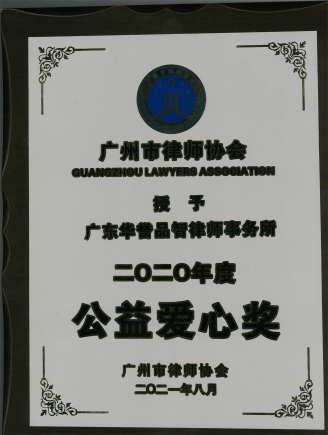 广州市律师协会
GUANGZHOU LAWYERS ASSOCIATION
授 予
广东华誉品智律师事务所
二〇二〇年度
公益爱心奖
广州市律师协会
二〇二一年八月